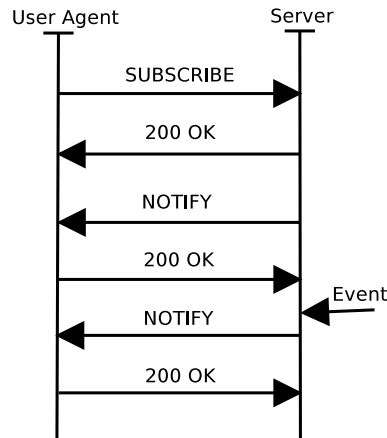 User Agent
Server
SUBSCRIBE
200 OK
NOTIFY
200 OK
Event
NOTIFY
200 OK